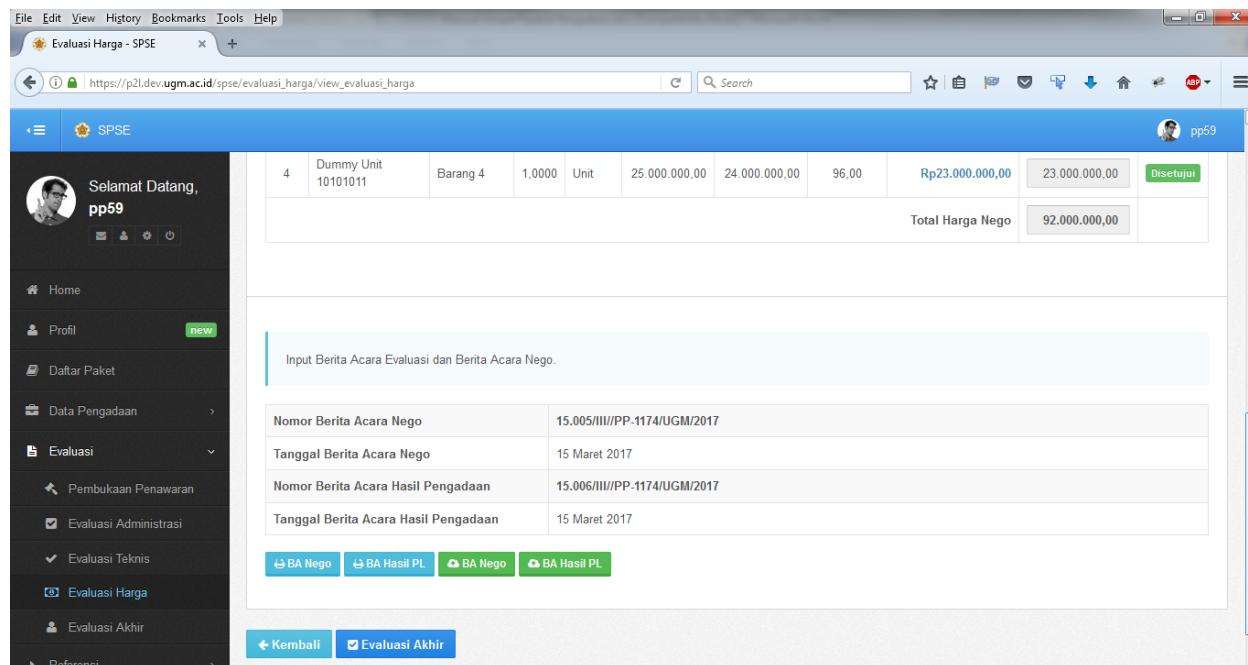 File Edit View History Bookmarks Tools Help
Evaluasi Harga - SPSE
https://p2l.dev.ugm.ac.id/spse/evaluasi_harga/view_evaluasi_harga
Search
ABP
SPSE
pp59
Selamat Datang,
pp59
Home
Profil new
Daftar Paket
Data Pengadaan
Evaluasi
Pembukaan Penawaran
Evaluasi Administrasi
Evaluasi Teknis
Evaluasi Harga
Evaluasi Akhir
Referensi
4 Dummy Unit 10101011 Barang 4 1,0000 Unit 25.000.000,00 24.000.000,00 96,00 Rp23.000.000,00 23.000.000,00 Disetujui
Total Harga Nego 92.000.000,00
Input Berita Acara Evaluasi dan Berita Acara Nego.
Nomor Berita Acara Nego 15.005/III//PP-1174/UGM/2017
Tanggal Berita Acara Nego 15 Maret 2017
Nomor Berita Acara Hasil Pengadaan 15.006/III//PP-1174/UGM/2017
Tanggal Berita Acara Hasil Pengadaan 15 Maret 2017
BA Nego BA Hasil PL BA Nego BA Hasil PL
Kembali Evaluasi Akhir